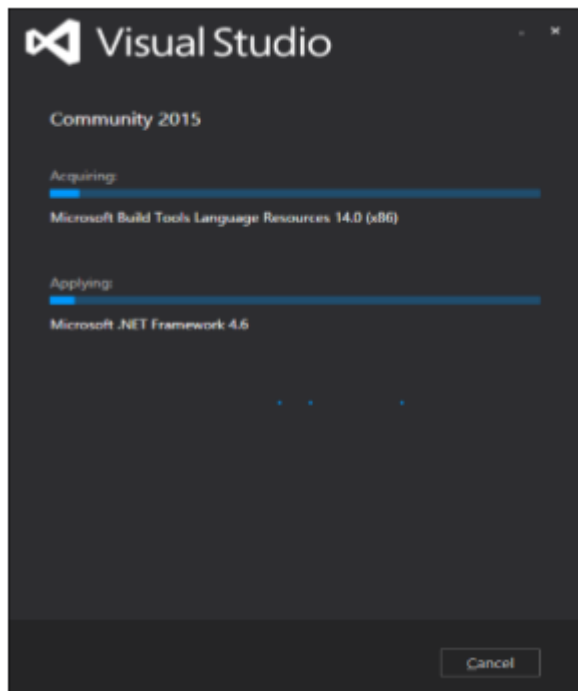 Visual Studio
Community 2015
Acquiring:
Microsoft Build Tools Language Resources 14.0 (x86)
Applying:
Microsoft .NET Framework 4.6
Cancel